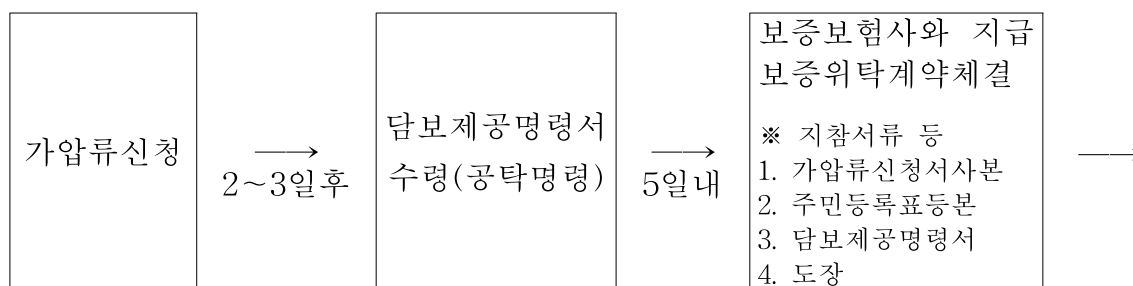 가압류신청
——→
2~3일후
담보제공명령서
수령(공탁명령)
——→
5일내
보증보험사와 지급
보증위탁계약체결
※ 지참서류 등
1. 가압류신청서사본
2. 주민등록표등본
3. 담보제공명령서
4. 도장
——→